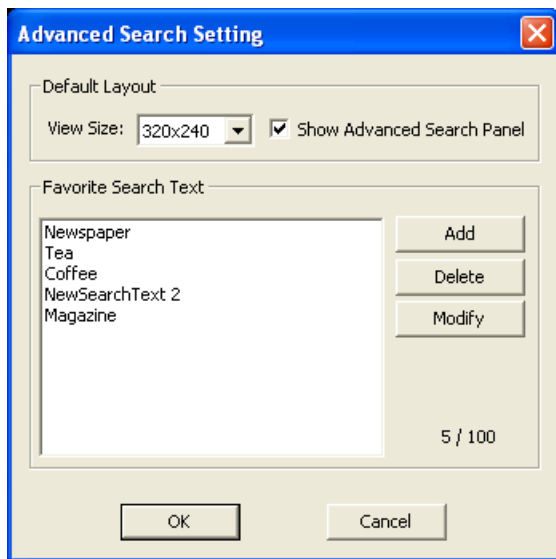 Advanced Search Setting
Default Layout
View Size: 320x240 Show Advanced Search Panel
Favorite Search Text
Newspaper
Tea
Coffee
NewSearchText 2
Magazine
Add
Delete
Modify
5 / 100
OK Cancel